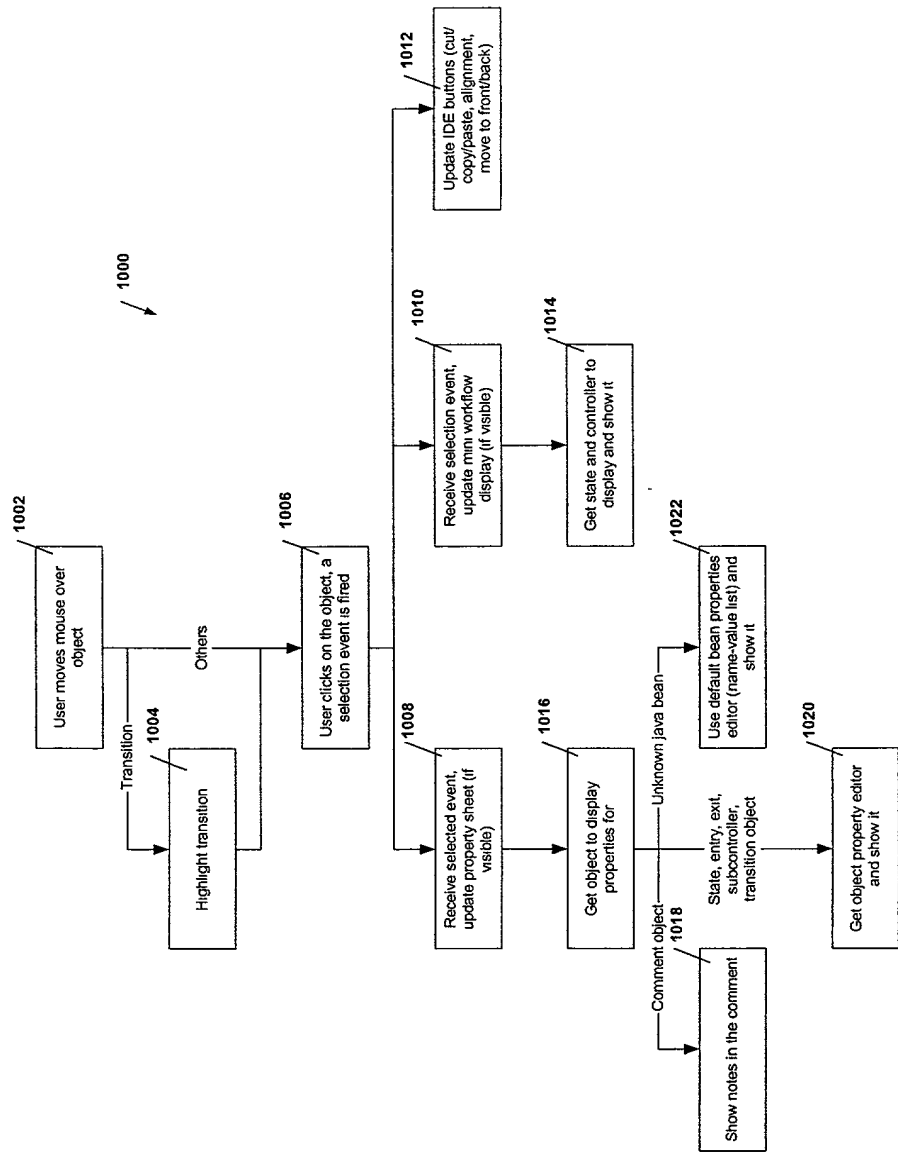 1000
1002
User moves mouse over
object
Transition
Others
1004
Highlight transition
1006
User clicks on the object, a
selection event is fired
1008
Receive selected event,
update property sheet (if
visible)
1010
Receive selection event,
update mini workflow
display (if visible)
1012
Update IDE buttons (cut/
copy/paste, alignment,
move to front/back)
1014
Get state and controller to
display and show it
1016
Get object to display
properties for
Comment object
State, entry, exit,
subcontroller,
transition object
Unknown java bean
1018
Show notes in the comment
1020
Get object property editor
and show it
1022
Use default bean properties
editor (name-value list) and
show it